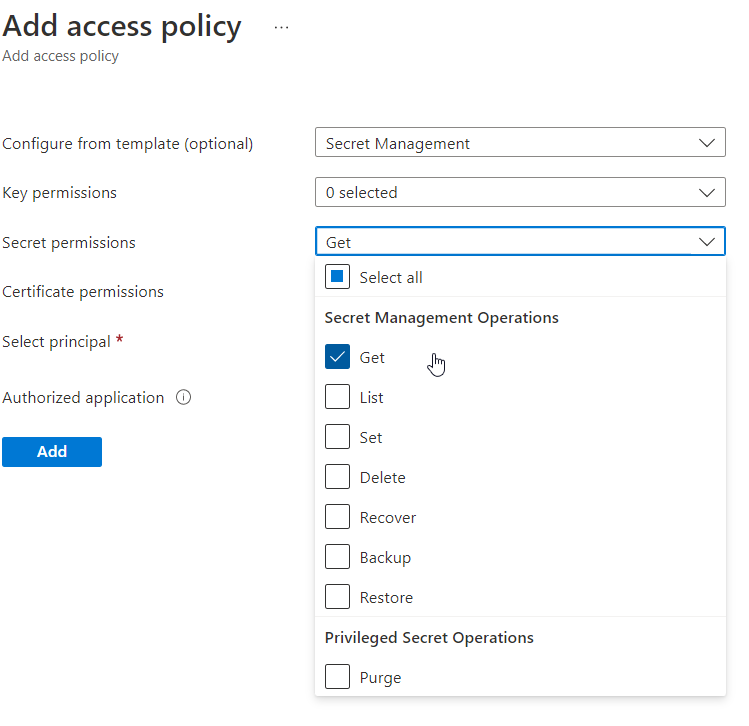 Add access policy ...
Add access policy
Configure from template (optional) Secret Management
Key permissions 0 selected
Secret permissions Get
Select all
Certificate permissions
Secret Management Operations
Select principal *
Get
List
Authorized application
Set
Add
Delete
Recover
Backup
Restore
Privileged Secret Operations
Purge